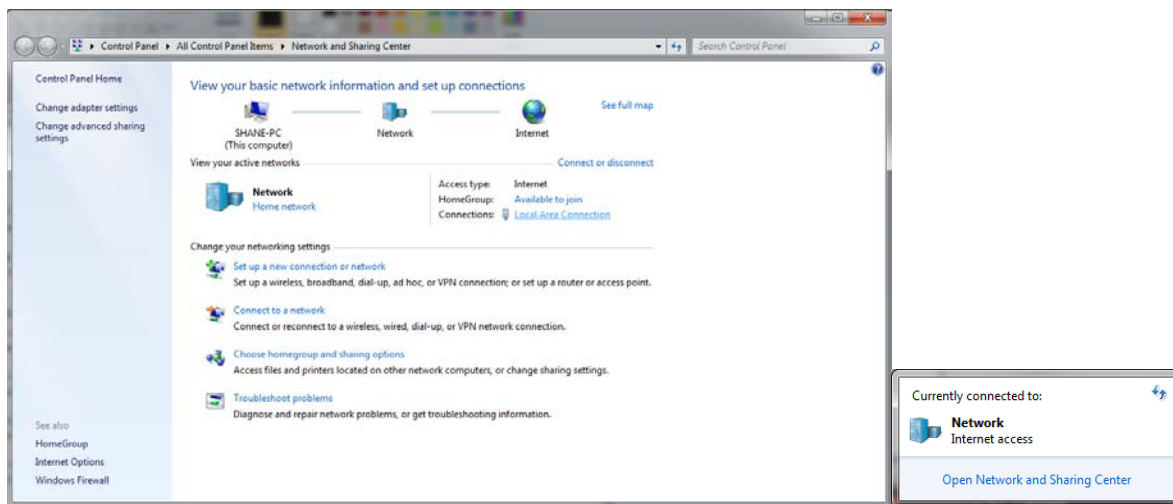 Control Panel All Control Panel Items Network and Sharing Center Search Control Panel
Control Panel Home
Change adapter settings
Change advanced sharing
settings
See also
HomeGroup
Internet Options
Windows Firewall
View your basic network information and set up connections
See full map
SHANE-PC Network Internet
(This computer)
View your active networks Connect or disconnect
Network
Home network
Access type: Internet
HomeGroup: Available to join
Connections: Local Area Connection
Change your networking settings
Set up a new connection or network
Set up a wireless, broadband, dial-up, ad hoc, or VPN connection; or set up a router or access point.
Connect to a network
Connect or reconnect to a wireless, wired, dial-up, or VPN network connection.
Choose homegroup and sharing options
Access files and printers located on other network computers, or change sharing settings.
Troubleshoot problems
Diagnose and repair network problems, or get troubleshooting information.
Currently connected to:
Network
Internet access
Open Network and Sharing Center